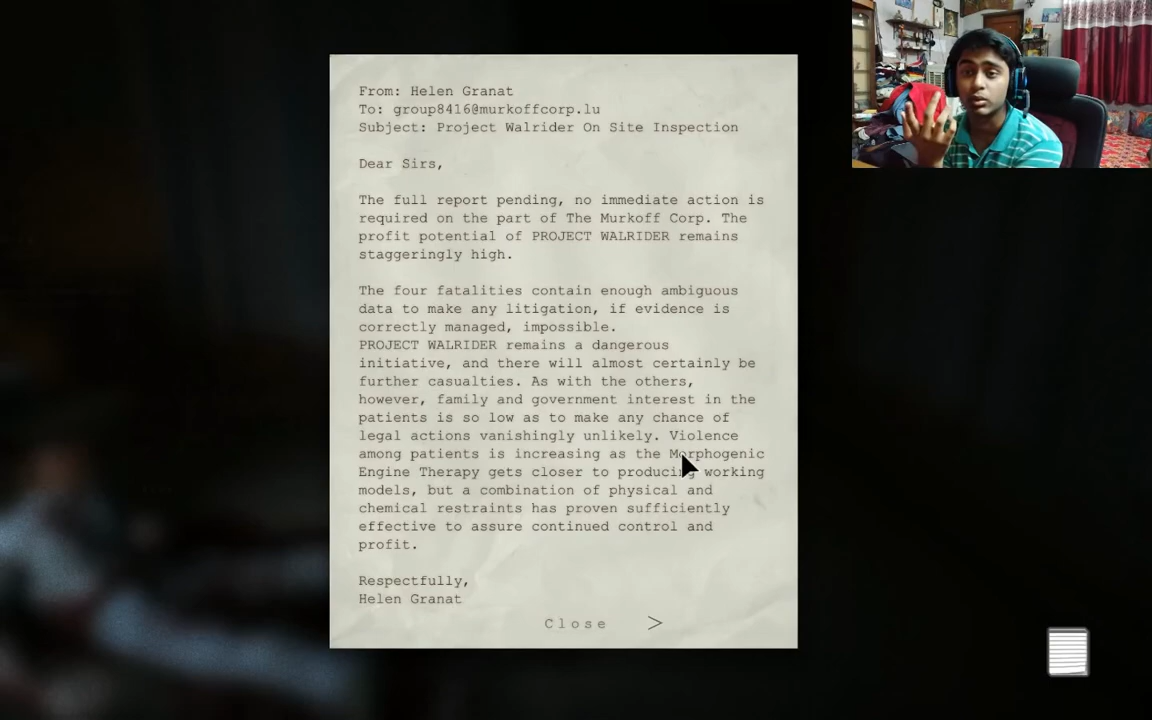 From: Helen Granat
To: group8416@murkoffcorp.lu
Subject: Project Walrider On Site Inspection
Dear Sirs,
The full report pending, no immediate action is
required on the part of The Murkoff Corp. The
profit potential of PROJECT WALRIDER remains
staggeringly high.
The four fatalities contain enough ambiguous
data to make any litigation, if evidence is
correctly managed, impossible.
PROJECT WALRIDER remains a dangerous
initiative, and there will almost certainly be
further casualties. As with the others,
however, family and government interest in the
patients is so low as to make any chance of
legal actions vanishingly unlikely. Violence
among patients is increasing as the Morphogenic
Engine Therapy gets closer to producing working
models, but a combination of physical and
chemical restraints has proven sufficiently
effective to assure continued control and
profit.
Respectfully,
Helen Granat
Close >